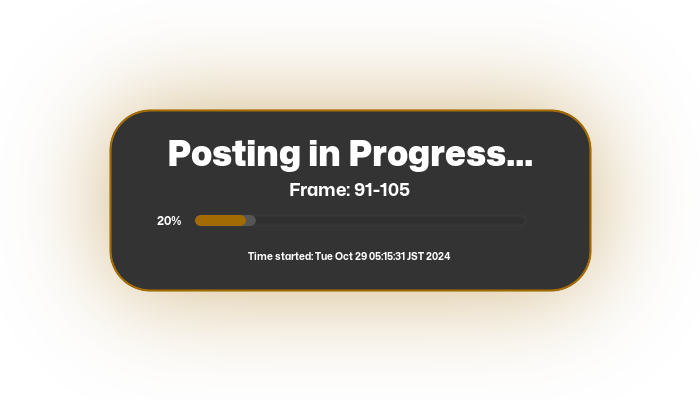 Posting in Progress...
Frame: 91-105
20%
Time started: Tue Oct 29 05:15:31 JST 2024